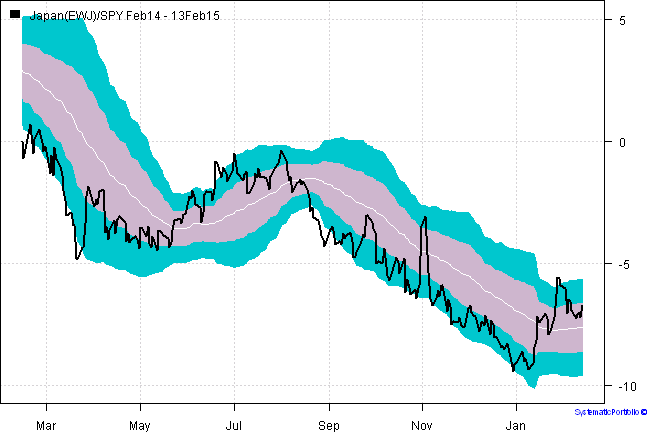 Japan(EWJ)/SPY Feb14 - 13Feb15
5
0
-5
-10
Mar May Jul Sep Nov Jan
SystematicPortfolio ©